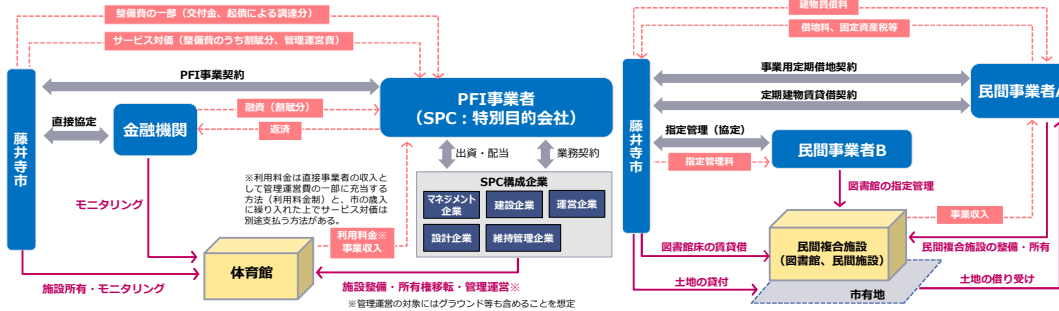 整備費の一部（交付金、起債による調達分）
サービス対価（整備費のうち割賦分、管理運営費）
PFI事業契約
藤井寺市
直接協定
金融機関
融資（割賦分）
返済
PFI事業者
（SPC：特別目的会社）
出資・配当
業務契約
※利用料金は直接事業者の収入と
して管理運営費の一部に充当する
方法（利用料金制）と、市の歳入
に繰り入れた上でサービス対価は
別途支払う方法がある。
SPC構成企業
マネジメント
企業
建設企業
運営企業
設計企業
維持管理企業
モニタリング
利用料金※
事業収入
体育館
施設所有・モニタリング
施設整備・所有権移転・管理運営※
※管理運営の対象にはグラウンド等も含めることを想定
建物賃借料
借地料、固定資産税等
事業用定期借地契約
定期建物賃貸借契約
藤井寺市
民間事業者A
指定管理（協定）
指定管理料
民間事業者B
図書館の指定管理
事業収入
図書館床の賃貸借
民間複合施設
（図書館、民間施設）
民間複合施設の整備・所有
土地の貸付
市有地
土地の借り受け